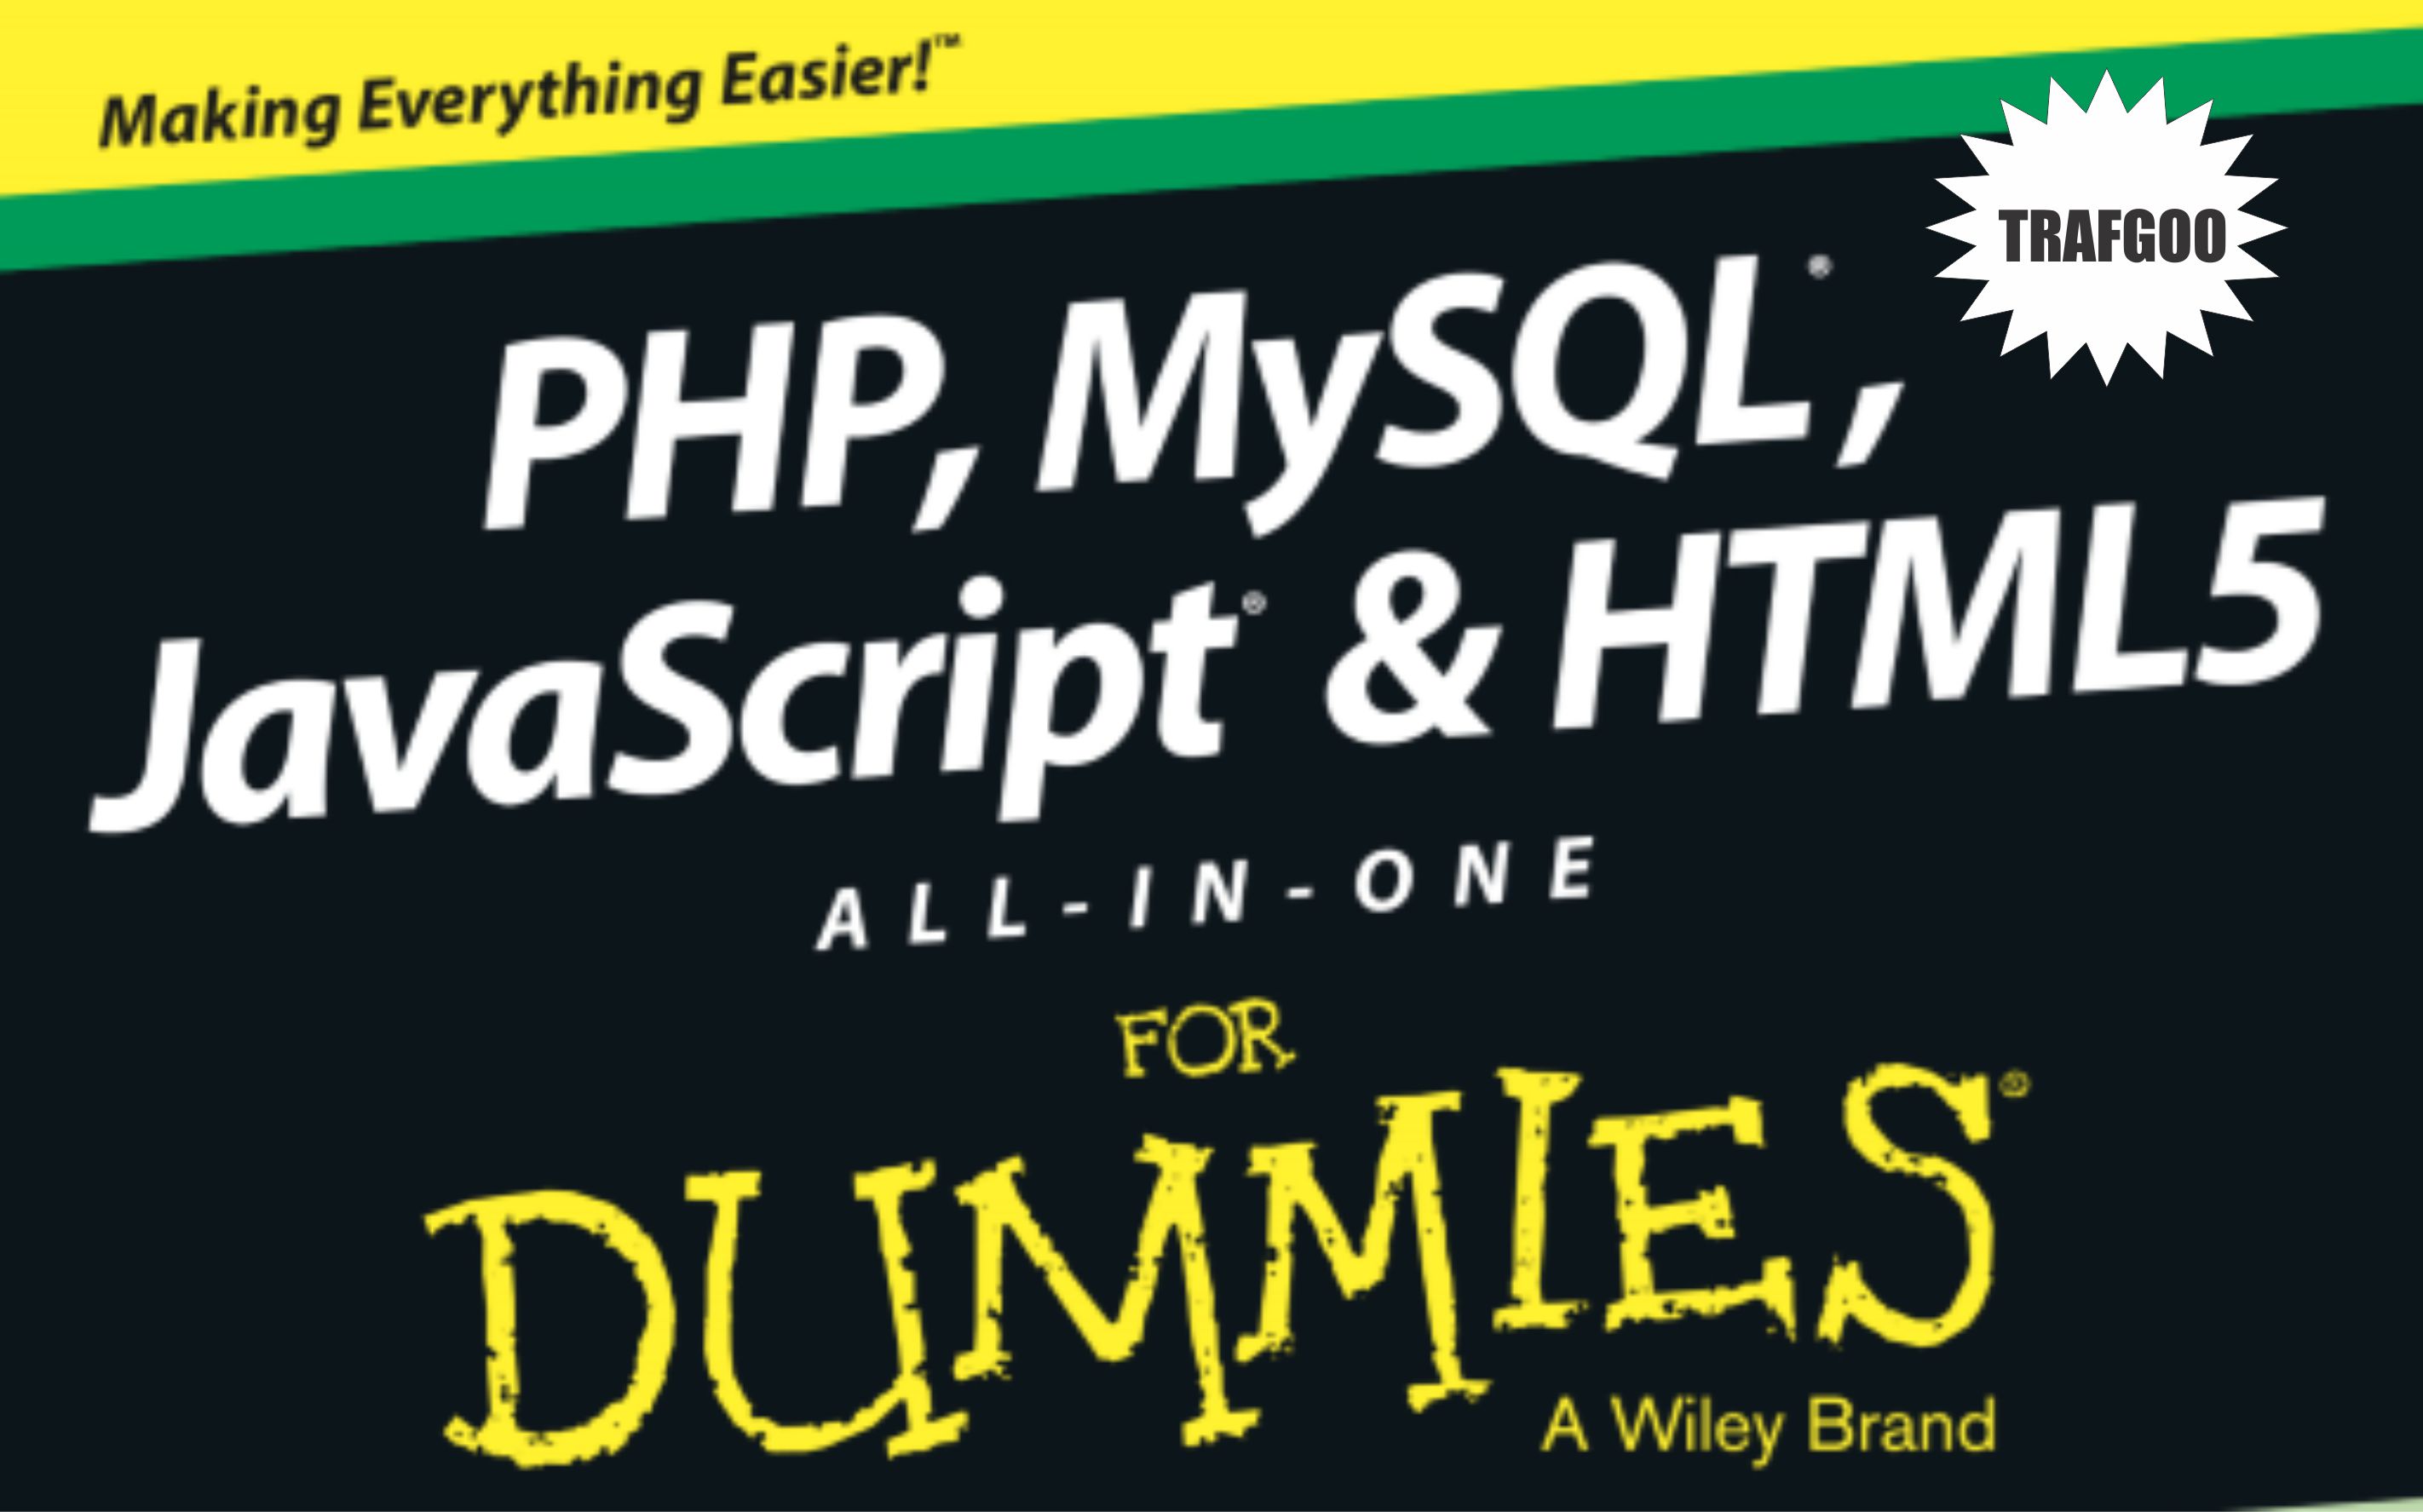 Making Everything Easier!™
TRAFGOO
PHP, MySQL®,
JavaScript® & HTML5
ALL-IN-ONE
FOR
DUMMIES®
A Wiley Brand